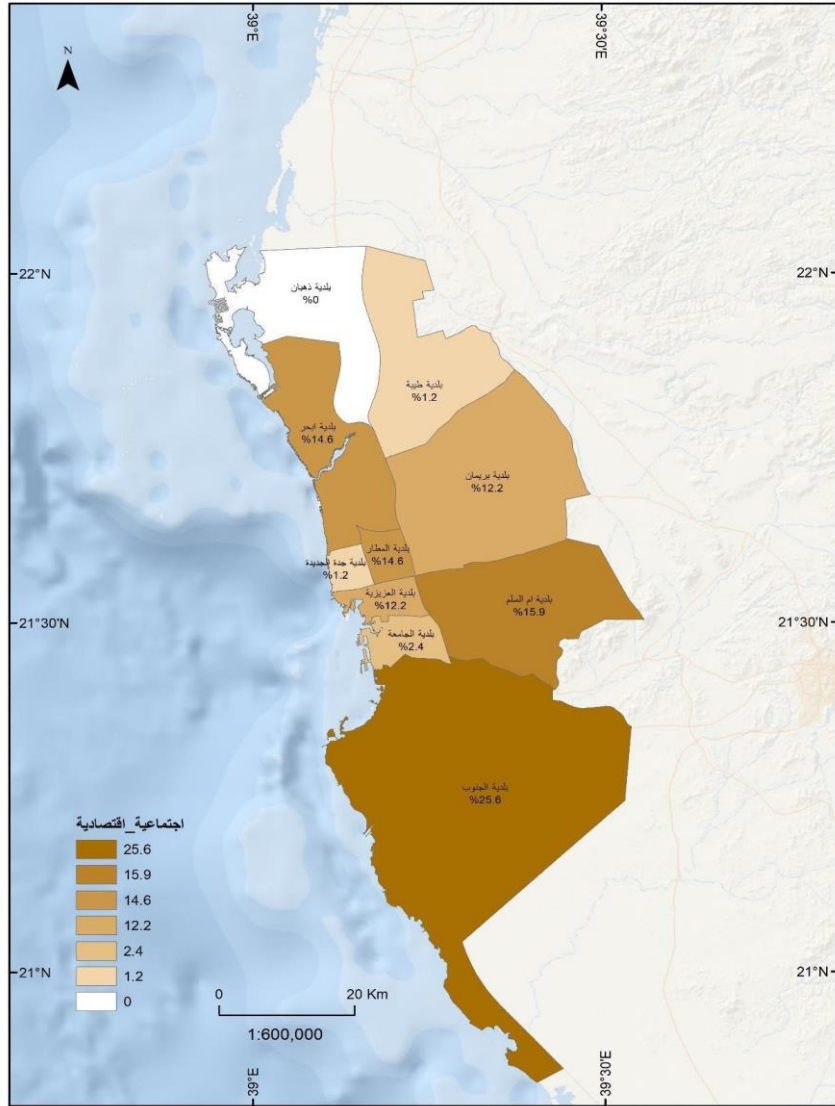 39°E
39°30'E
N
22°N
22°N
بلدية ذهبان
%0
بلدية طيبة
%1.2
بلدية ابحر
%14.6
بلدية بريمان
%12.2
بلدية المطار
%14.6
بلدية جدة الجديدة
%1.2
بلدية العزيزية
%12.2
بلدية ام السلم
%15.9
21°30'N
21°30'N
بلدية الجامعة
%2.4
بلدية الجنوب
%25.6
اجتماعية_اقتصادية
25.6
15.9
14.6
12.2
2.4
1.2
0
0 20 Km
1:600,000
21°N
21°N
39°E
39°30'E